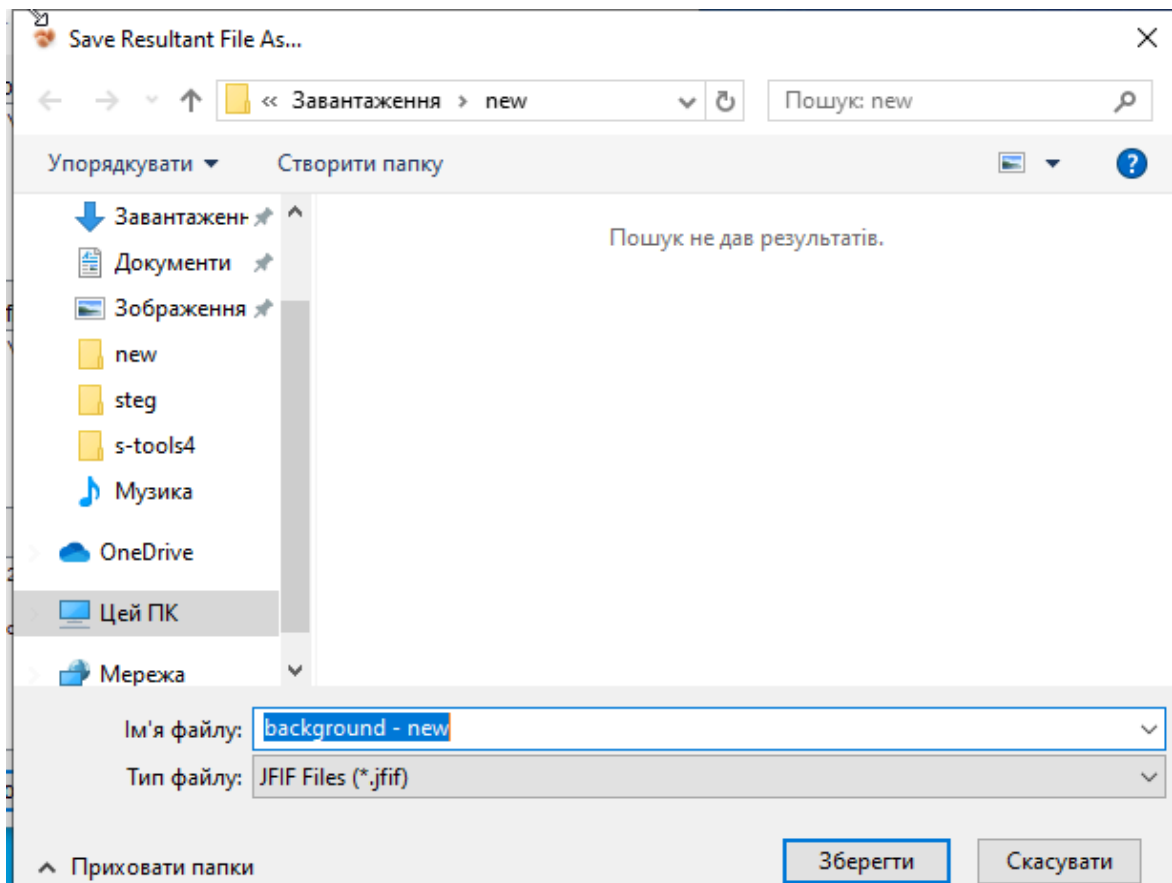 Save Resultant File As...
« Завантаження › new
Пошук: new
Упорядкувати
Створити папку
Завантаженн
Пошук не дав результатів.
Документи
Зображення
new
steg
s-tools4
Музика
OneDrive
Цей ПК
Мережа
Ім'я файлу: background - new
Тип файлу: JFIF Files (*.jfif)
Приховати папки
Зберегти
Скасувати